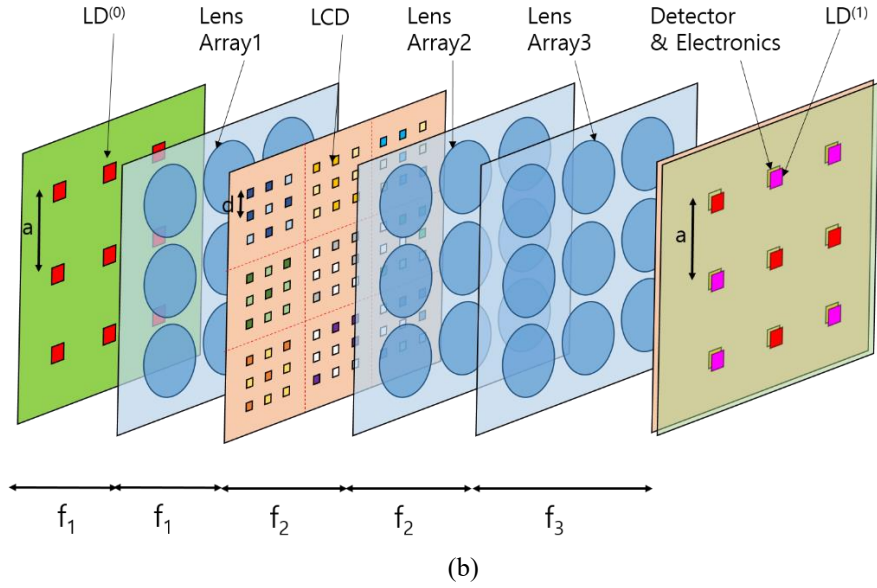 LD(0)
Lens
Array1
LCD
Lens
Array2
Lens
Array3
Detector
& Electronics
LD(1)
a
d
a
f1
f1
f2
f2
f3
(b)